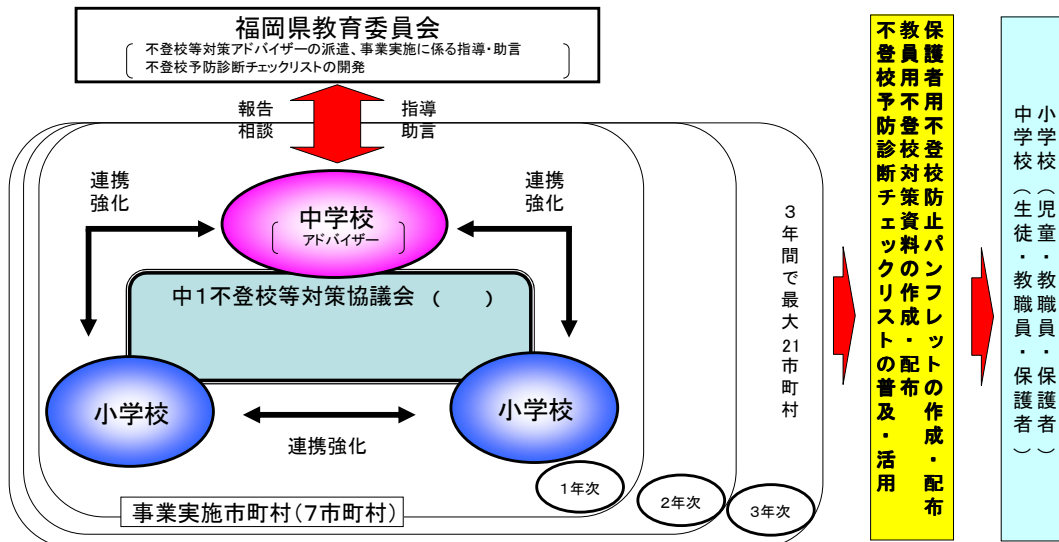 福岡県教育委員会
不登校等対策アドバイザーの派遣、事業実施に係る指導・助言
不登校予防診断チェックリストの開発
報告
相談
指導
助言
連携
強化
中学校
アドバイザー
連携
強化
中1不登校等対策協議会 (　　)
小学校
小学校
連携強化
1年次
2年次
3年次
事業実施市町村(7市町村)
3年間で最大21市町村
保護者用不登校防止パンフレットの作成・配布
教員用不登校対策資料の作成・配布
不登校予防診断チェックリストの普及・活用
小学校(児童・教職員・保護者)
中学校(生徒・教職員・保護者)